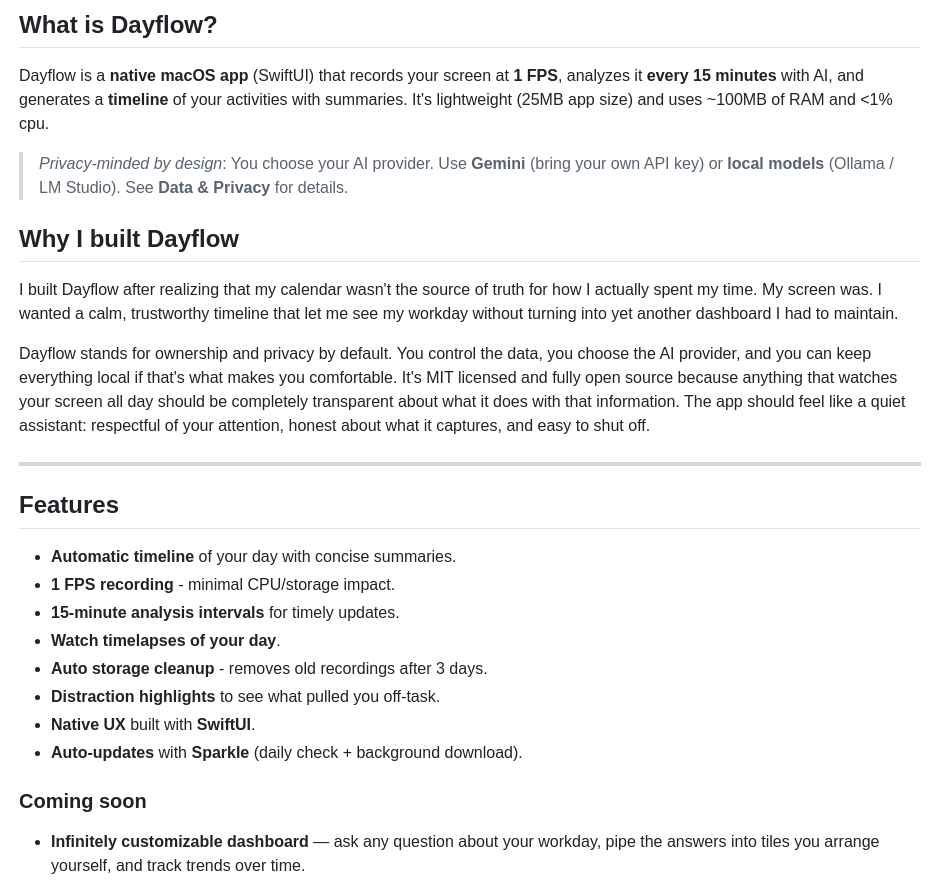 What is Dayflow?
Dayflow is a native macOS app (SwiftUI) that records your screen at 1 FPS, analyzes it every 15 minutes with AI, and
generates a timeline of your activities with summaries. It's lightweight (25MB app size) and uses ~100MB of RAM and <1%
cpu.
Privacy-minded by design: You choose your AI provider. Use Gemini (bring your own API key) or local models (Ollama /
LM Studio). See Data & Privacy for details.
Why I built Dayflow
I built Dayflow after realizing that my calendar wasn't the source of truth for how I actually spent my time. My screen was. I
wanted a calm, trustworthy timeline that let me see my workday without turning into yet another dashboard I had to maintain.
Dayflow stands for ownership and privacy by default. You control the data, you choose the AI provider, and you can keep
everything local if that's what makes you comfortable. It's MIT licensed and fully open source because anything that watches
your screen all day should be completely transparent about what it does with that information. The app should feel like a quiet
assistant: respectful of your attention, honest about what it captures, and easy to shut off.
Features
• Automatic timeline of your day with concise summaries.
• 1 FPS recording - minimal CPU/storage impact.
• 15-minute analysis intervals for timely updates.
• Watch timelapses of your day.
• Auto storage cleanup - removes old recordings after 3 days.
• Distraction highlights to see what pulled you off-task.
• Native UX built with SwiftUI.
• Auto-updates with Sparkle (daily check + background download).
Coming soon
• Infinitely customizable dashboard — ask any question about your workday, pipe the answers into tiles you arrange
yourself, and track trends over time.